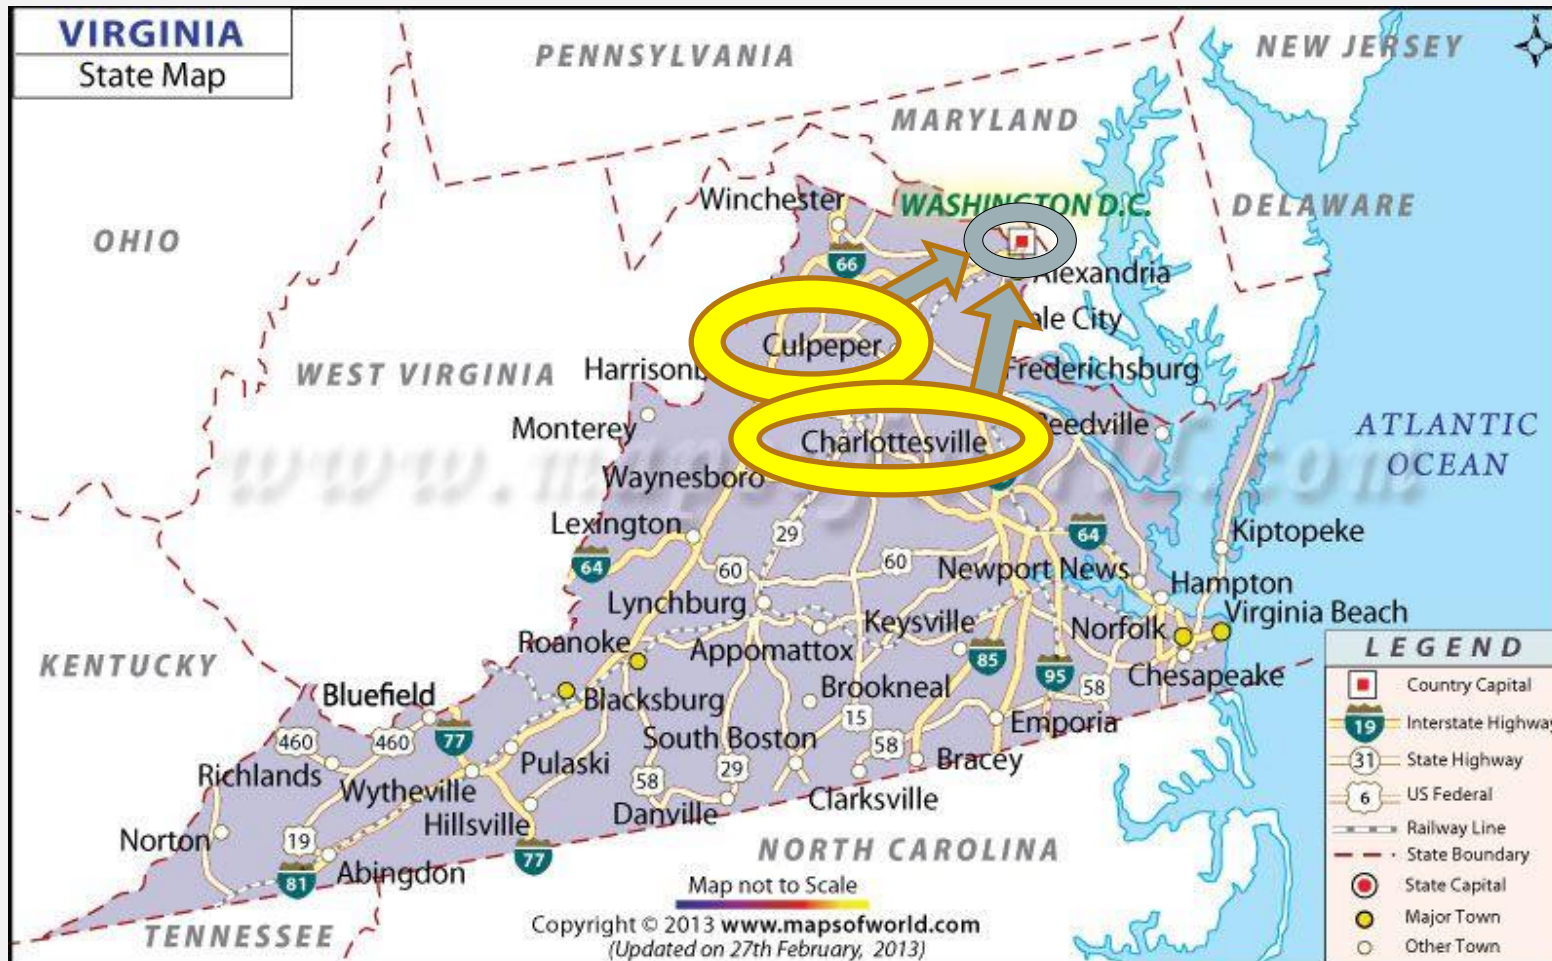 VIRGINIA
State Map
PENNSYLVANIA
NEW JERSEY
N
MARYLAND
OHIO
Winchester
WASHINGTON D.C.
DELAWARE
66
Alexandria
ale City
Culpeper
WEST VIRGINIA
Harrisonb
Frederichsburg
Monterey
Charlottesville
Reedville
ATLANTIC
OCEAN
Waynesboro
Lexington
29
64
Kiptopeke
64
60
60
Newport News
Hampton
Lynchburg
Virginia Beach
Roanoke
Appomattox
Keysville
Norfolk
KENTUCKY
85
95
Chesapeake
Bluefield
Blacksburg
Brookneal
58
460
460
77
15
Emporia
South Boston
58
Richlands
Pulaski
Bracey
Wytheville
58
29
Clarksville
Danville
Norton
19
Hillsville
77
NORTH CAROLINA
81
Abingdon
Map not to Scale
Copyright © 2013 www.mapsofworld.com
(Updated on 27th February, 2013)
TENNESSEE
LEGEND
Country Capital
19 Interstate Highway
31 State Highway
6 US Federal
Railway Line
State Boundary
State Capital
Major Town
Other Town